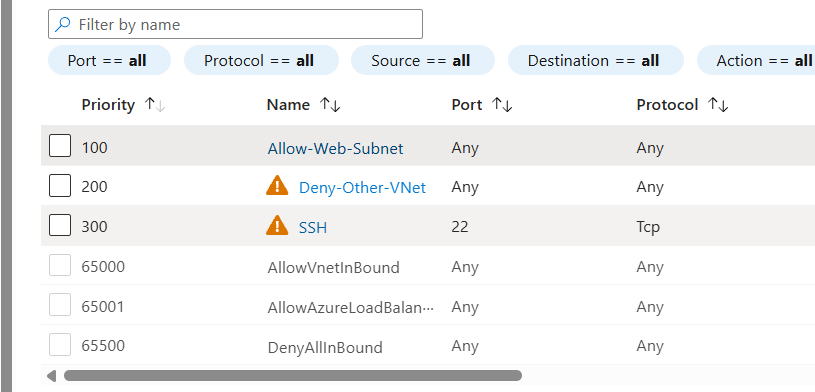 Filter by name
Port == all Protocol == all Source == all Destination == all Action == all
Priority ↑↓ Name ↑↓ Port ↑↓ Protocol ↑↓
100 Allow-Web-Subnet Any Any
200 Deny-Other-VNet Any Any
300 SSH 22 Tcp
65000 AllowVnetInBound Any Any
65001 AllowAzureLoadBalan··· Any Any
65500 DenyAllInBound Any Any